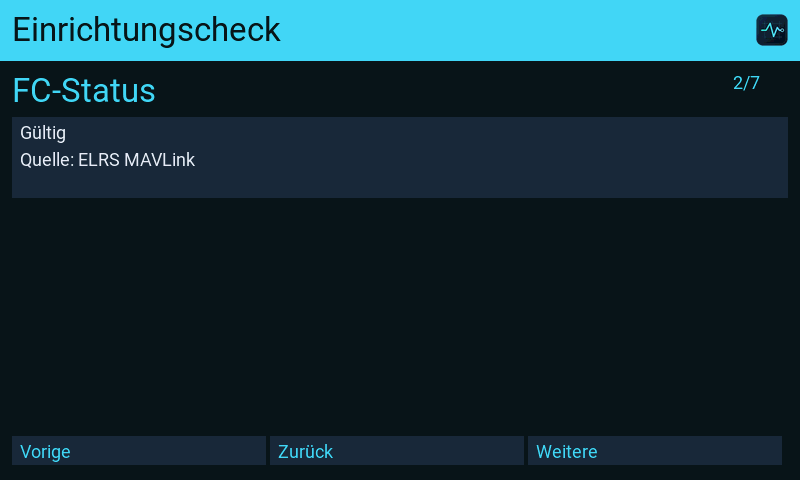 Einrichtungscheck
FC-Status
2/7
Gültig
Quelle: ELRS MAVLink
Vorige
Zurück
Weitere